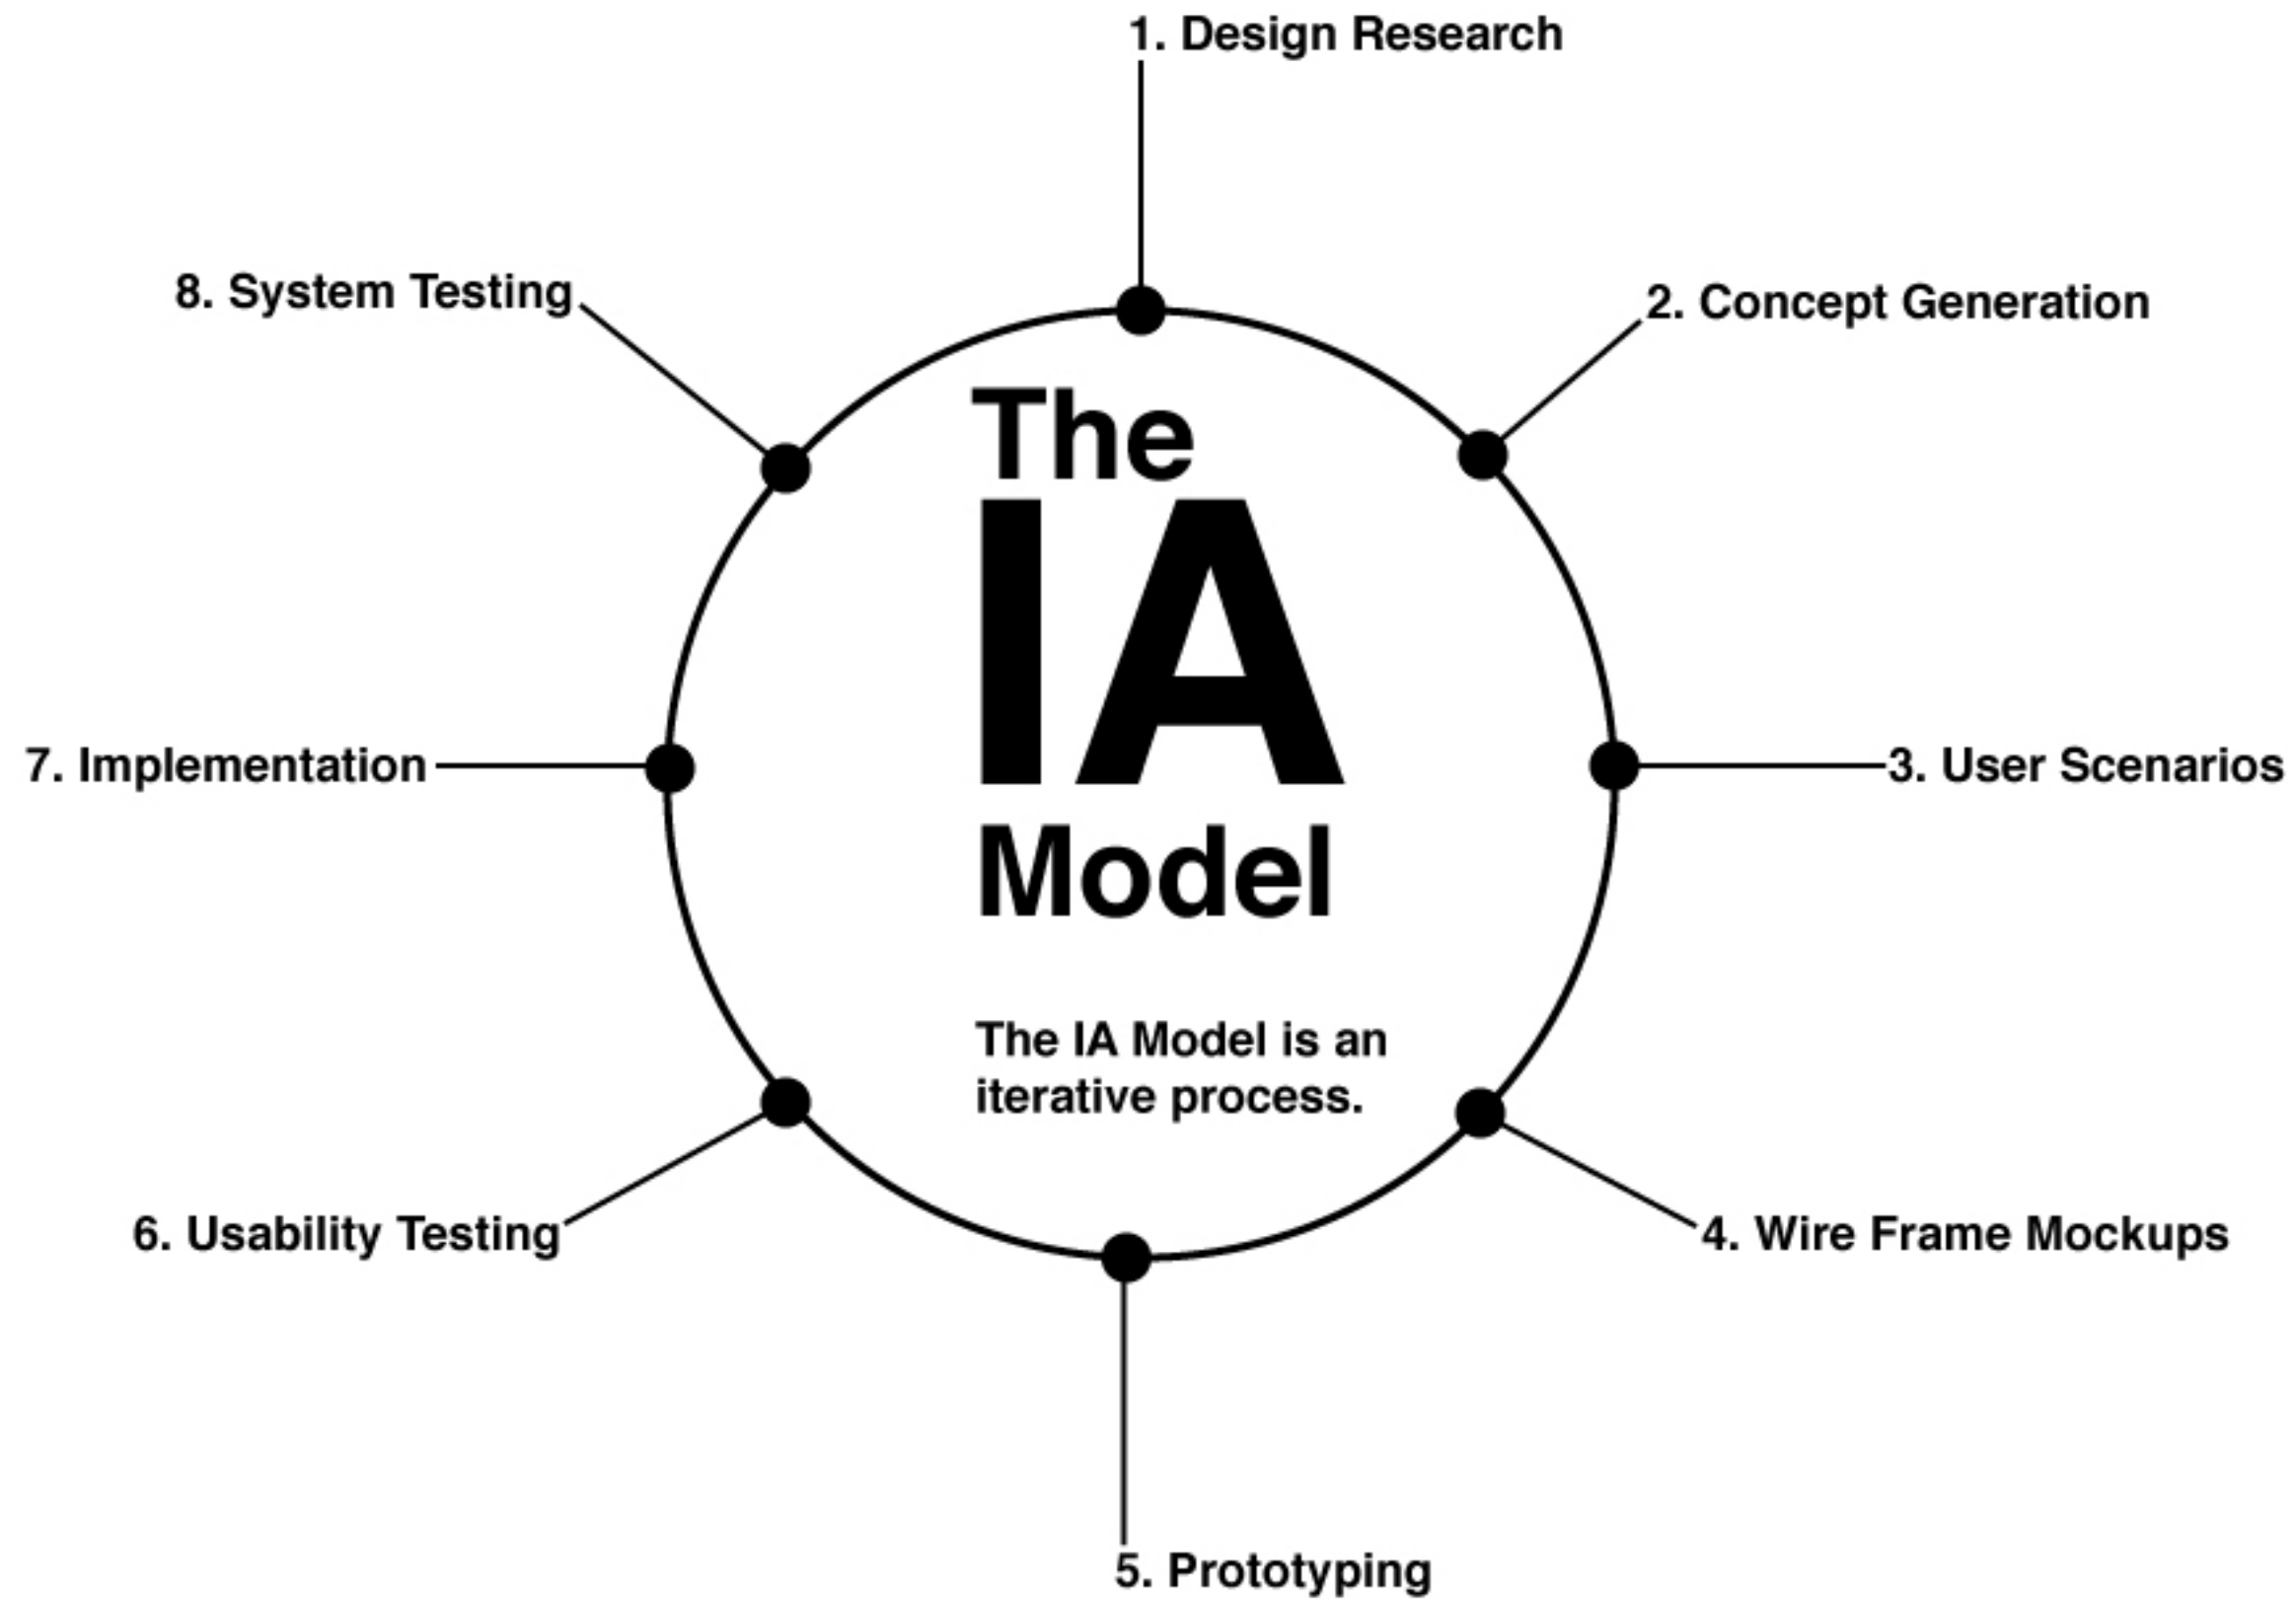 1. Design Research
2. Concept Generation
3. User Scenarios
4. Wire Frame Mockups
5. Prototyping
6. Usability Testing
7. Implementation
8. System Testing
The
IA
Model
The IA Model is an
iterative process.